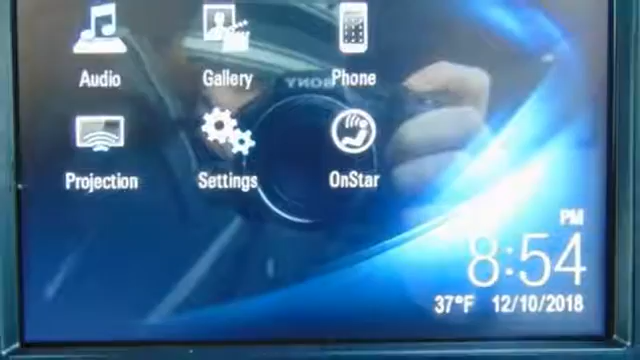 Audio Gallery Phone
SONY
Projection Settings OnStar
PM
8:54
37°F 12/10/2018